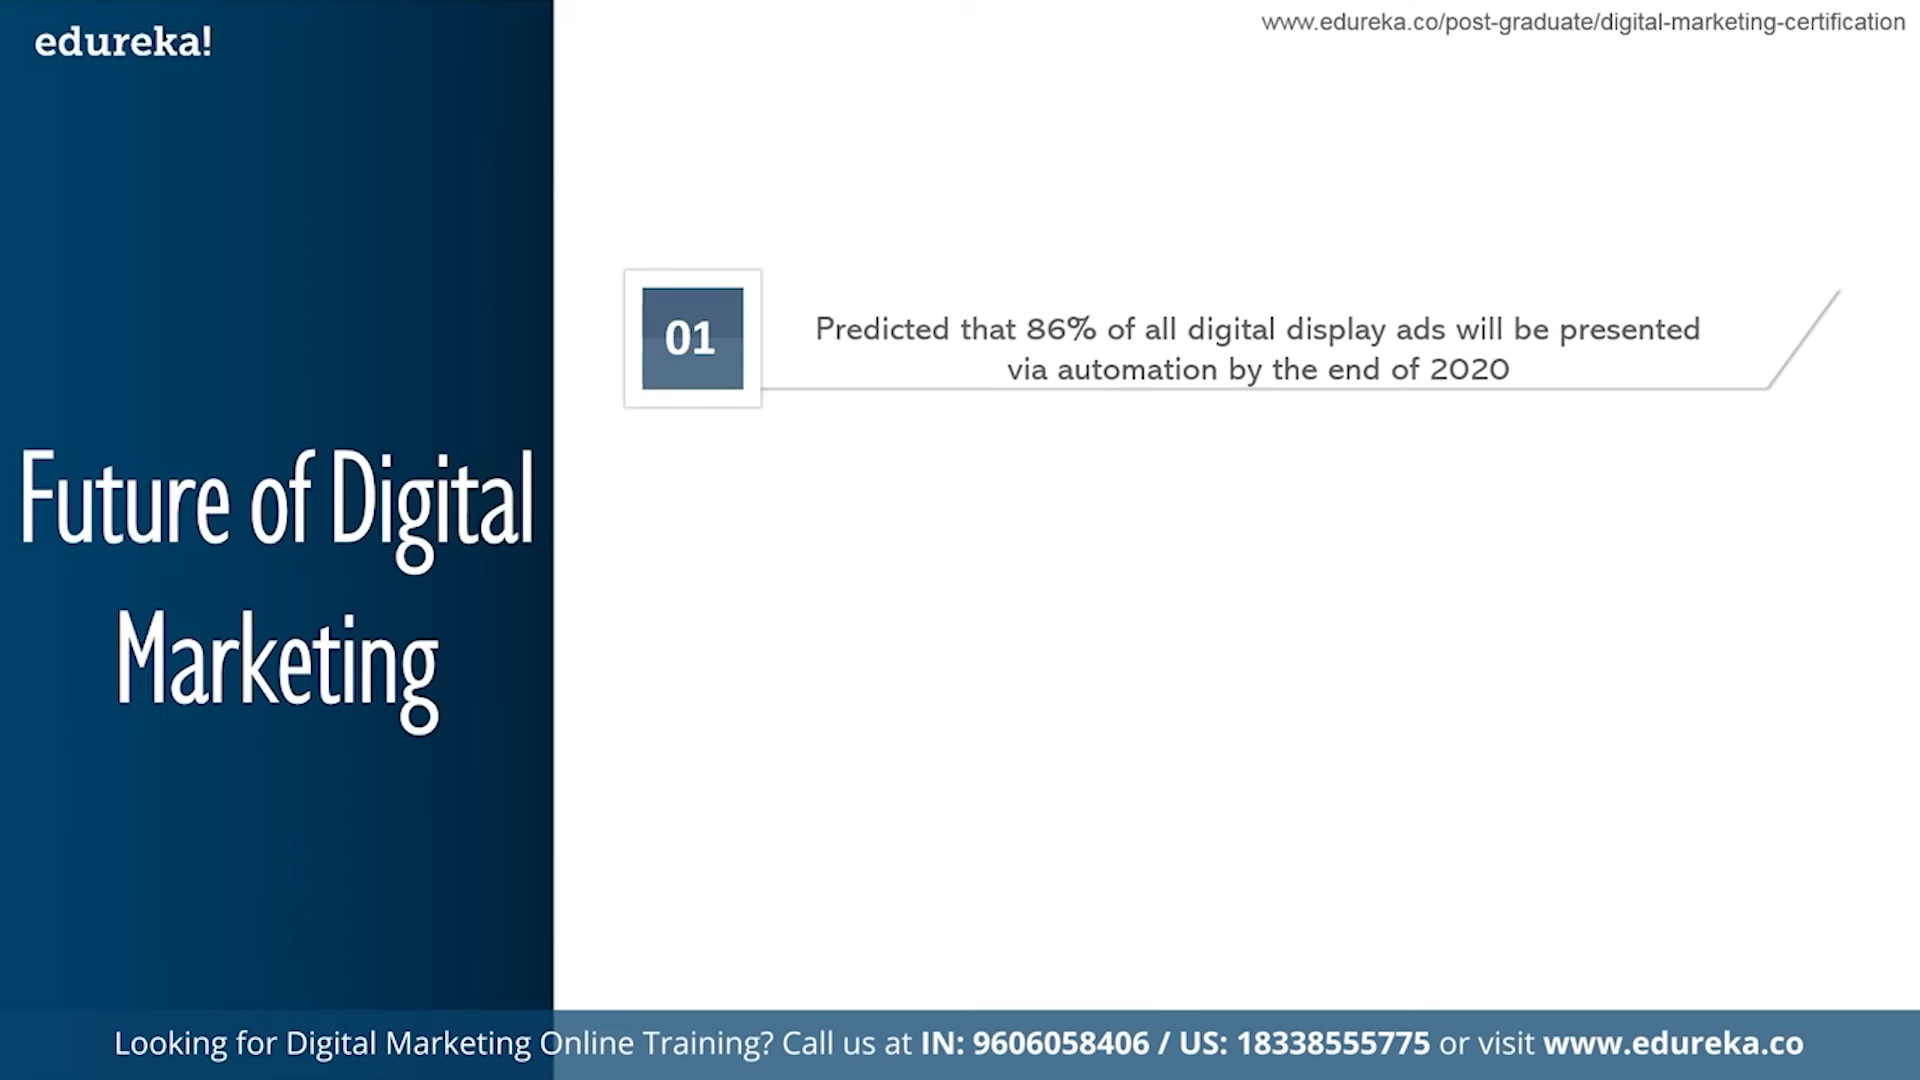 edureka!
www.edureka.co/post-graduate/digital-marketing-certification
Future of Digital
Marketing
01
Predicted that 86% of all digital display ads will be presented
via automation by the end of 2020
Looking for Digital Marketing Online Training? Call us at IN: 9606058406 / US: 18338555775 or visit www.edureka.co